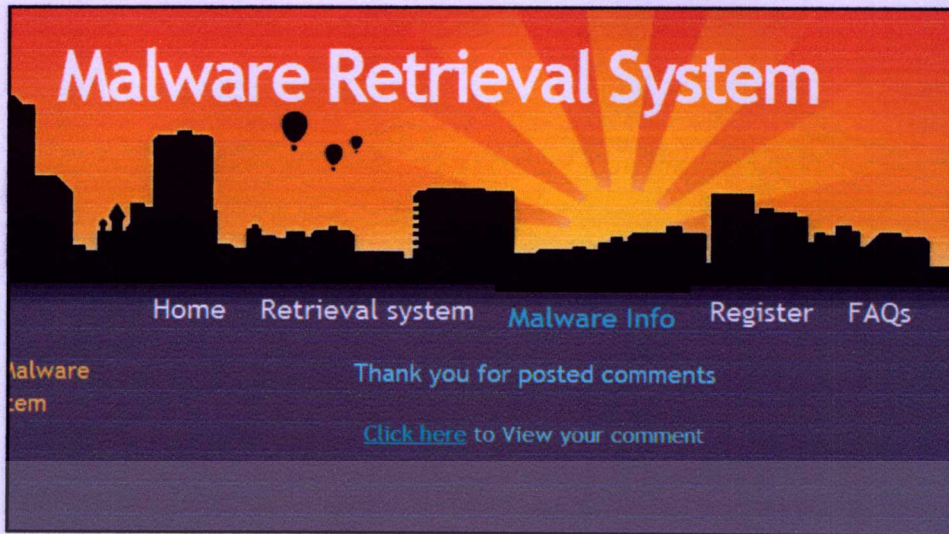 Malware Retrieval System
Home Retrieval system Malware Info Register FAQs
Thank you for posted comments
Click here to View your comment